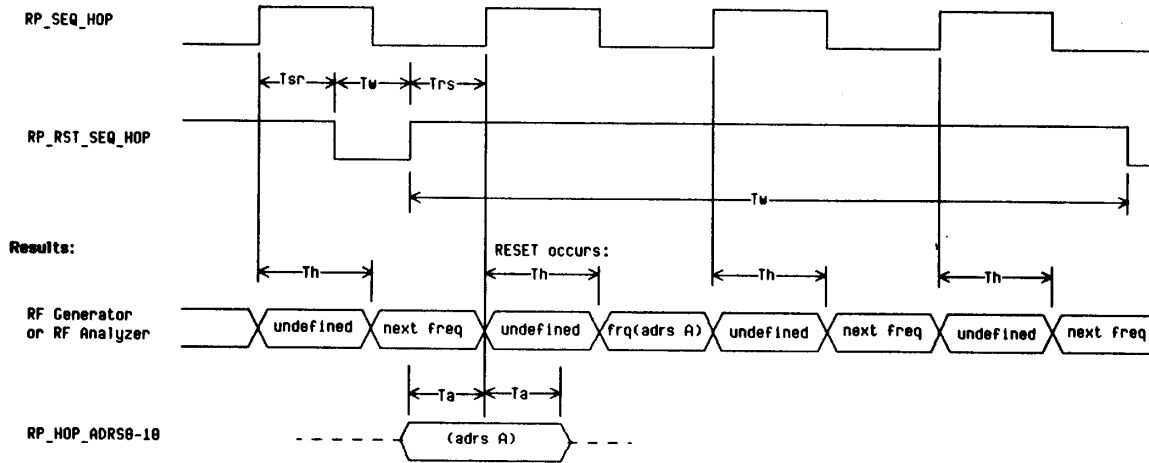 RP_SEQ_HOP
Tsr Tw Trs
RP_RST_SEQ_HOP
Tw
Results:
RESET occurs:
Th Th Th Th
RF Generator
or RF Analyzer
undefined next freq undefined frq(adrs A) undefined next freq undefined next freq
Ta Ta
RP_HOP_ADRS0-10
(adrs A)